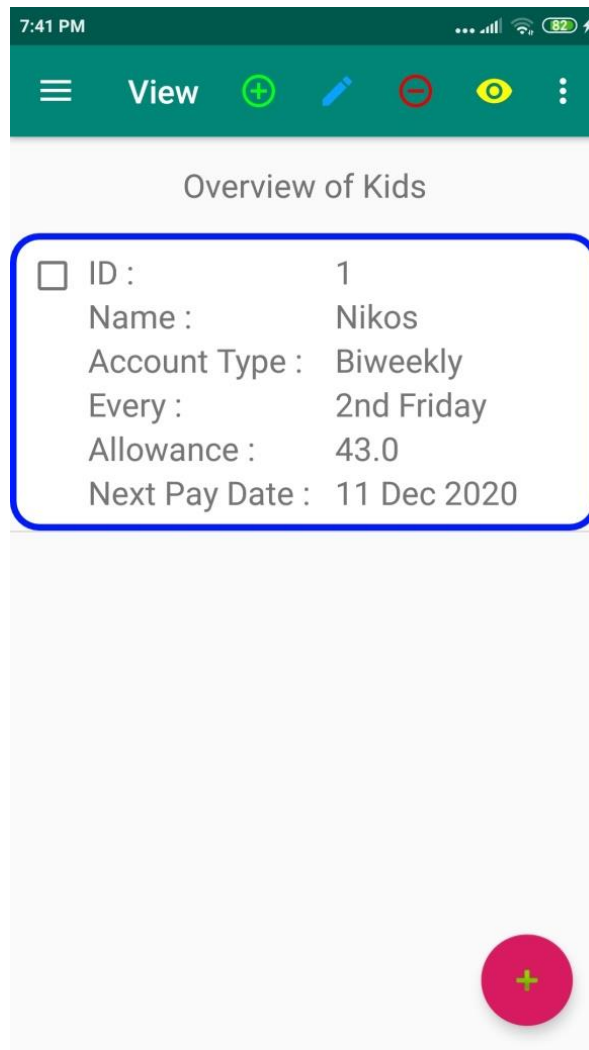 7:41 PM 82
View
Overview of Kids
ID : 1
Name : Nikos
Account Type : Biweekly
Every : 2nd Friday
Allowance : 43.0
Next Pay Date : 11 Dec 2020